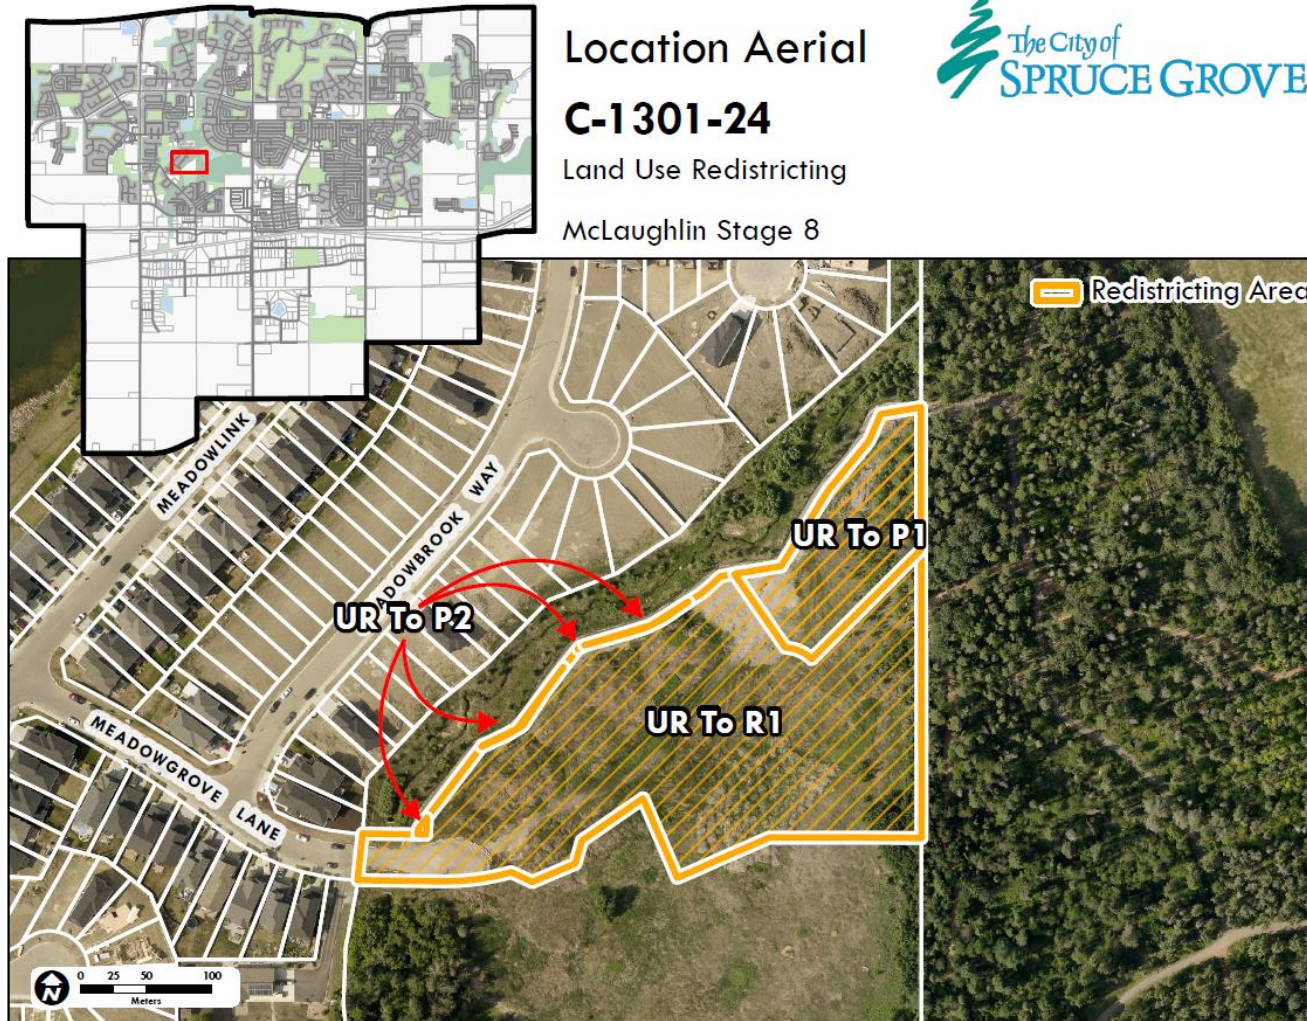 Location Aerial
C-1301-24
Land Use Redistricting
McLaughlin Stage 8
The City of
SPRUCE GROVE
Redistricting Area
MEADOWLINK
ADOWBROOK WAY
UR To P1
UR To P2
UR To R1
MEADOWGROVE LANE
N
0 25 50 100
Meters